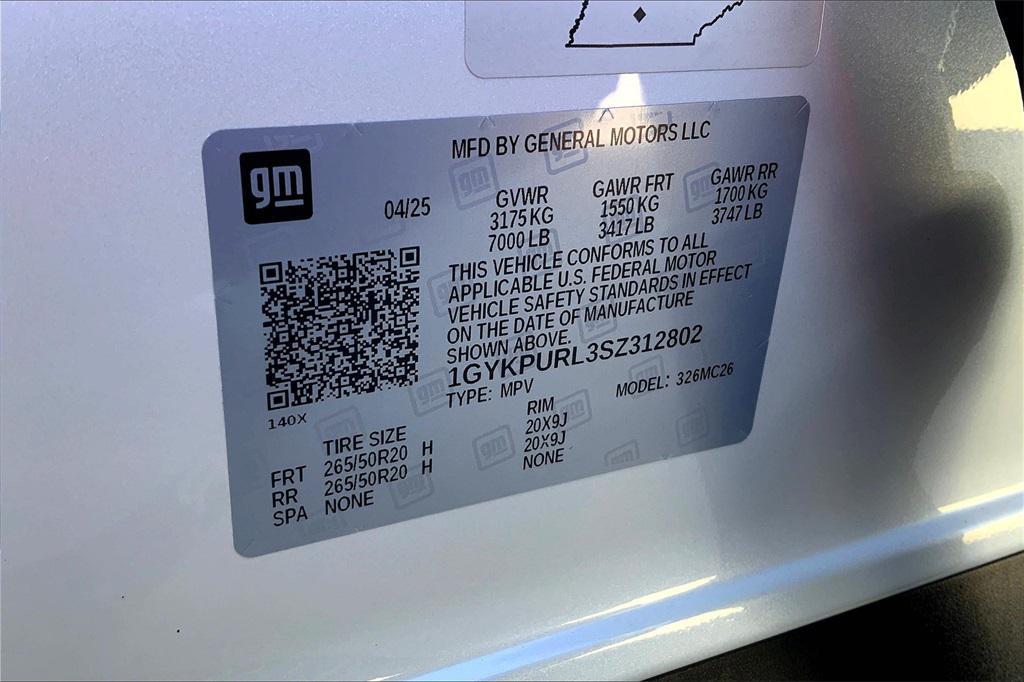 gm
MFD BY GENERAL MOTORS LLC
04/25
GVWR
3175 KG
7000 LB
GAWR FRT
1550 KG
3417 LB
GAWR RR
1700 KG
3747 LB
THIS VEHICLE CONFORMS TO ALL
APPLICABLE U.S. FEDERAL MOTOR
VEHICLE SAFETY STANDARDS IN EFFECT
ON THE DATE OF MANUFACTURE
SHOWN ABOVE.
1GYKPURL3SZ312802
TYPE: MPV
MODEL: 326MC26
140X
TIRE SIZE
RIM
FRT 265/50R20 H 20X9J
RR 265/50R20 H 20X9J
SPA NONE NONE